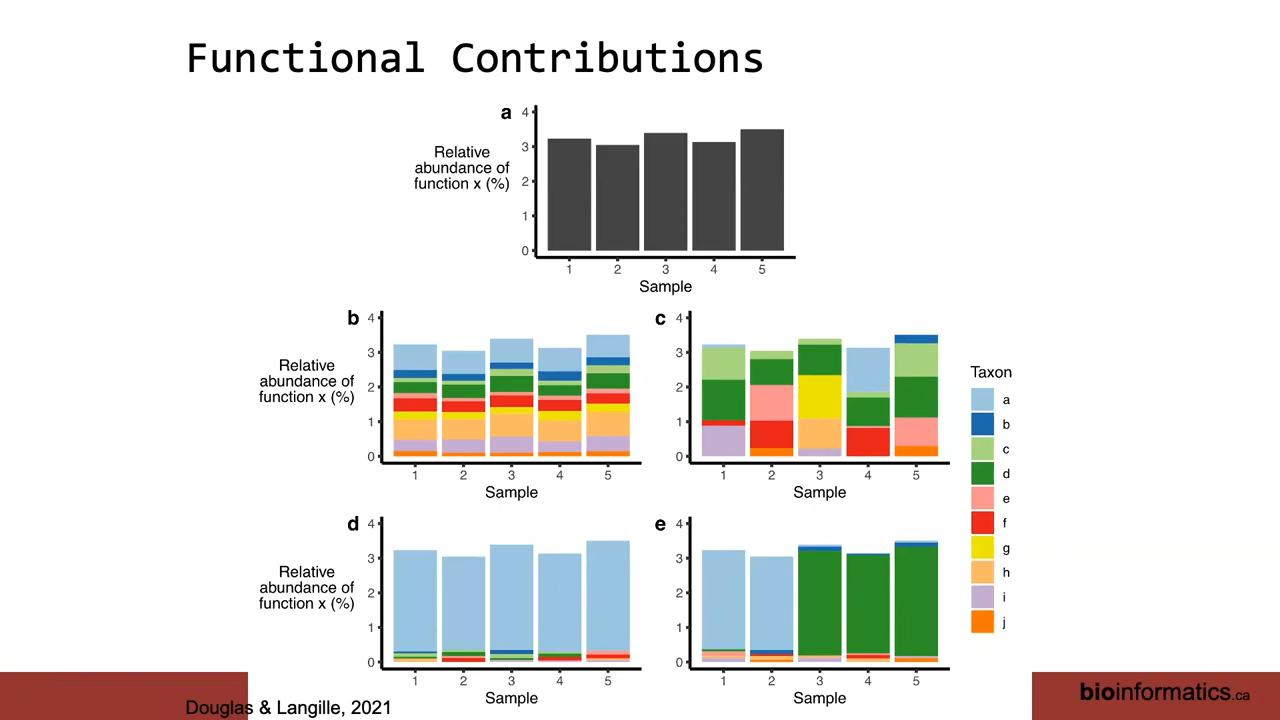 Functional Contributions
a
4
3
2
1
0
Relative
abundance of
function x (%)
1 2 3 4 5
Sample
b
4
3
2
1
0
Relative
abundance of
function x (%)
1 2 3 4 5
Sample
c
4
3
2
1
0
1 2 3 4 5
Sample
Taxon
a
b
c
d
e
f
g
h
i
j
d
4
3
2
1
0
Relative
abundance of
function x (%)
1 2 3 4 5
Sample
e
4
3
2
1
0
1 2 3 4 5
Sample
Douglas & Langille, 2021
bioinformatics.ca